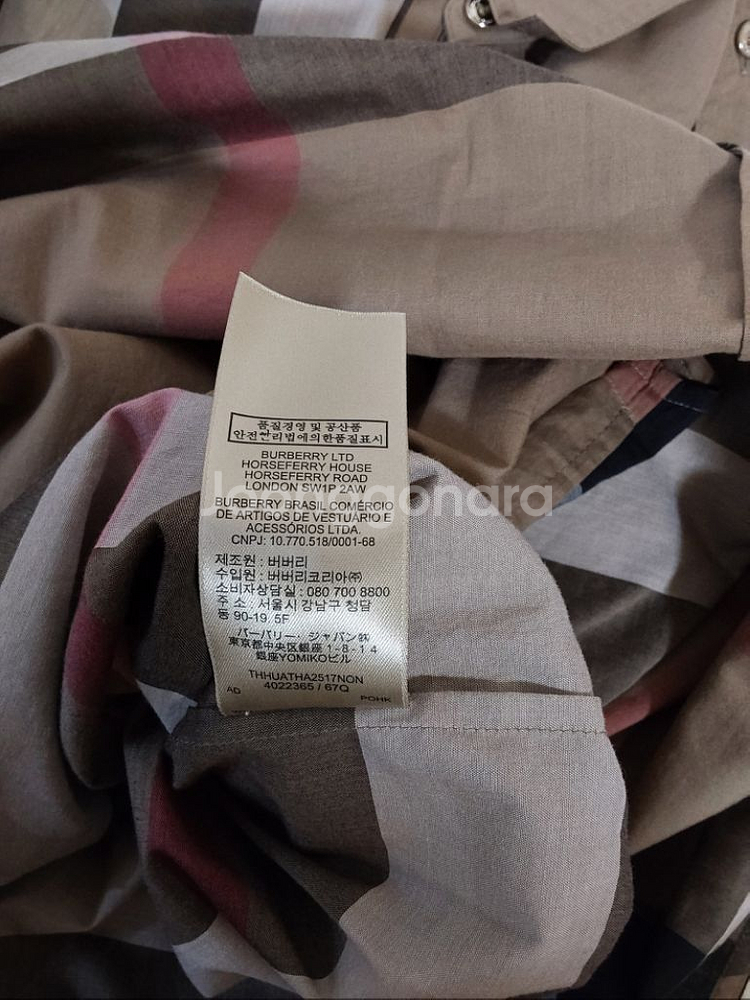 품질경영 및 공산품
안전관리법에의한품질표시
BURBERRY LTD
HORSEFERRY HOUSE
HORSEFERRY ROAD
LONDON SW1P 2AW
Joonggonara
BURBERRY BRASIL COMÉRCIO
DE ARTIGOS DE VESTUÁRIO E
ACESSÓRIOS LTDA.
CNPJ: 10.770.518/0001-68
제조원 : 버버리
수입원 : 버버리코리아㈜
소비자상담실 : 080 700 8800
주 소 : 서울시 강남구 청담
동 90-19, 5F
バーバリー・ジャパン㈱
東京都中央区銀座 1-8-14
銀座YOMIKOビル
THHUATHA2517NON
4022365 / 67Q
AD
PGHK